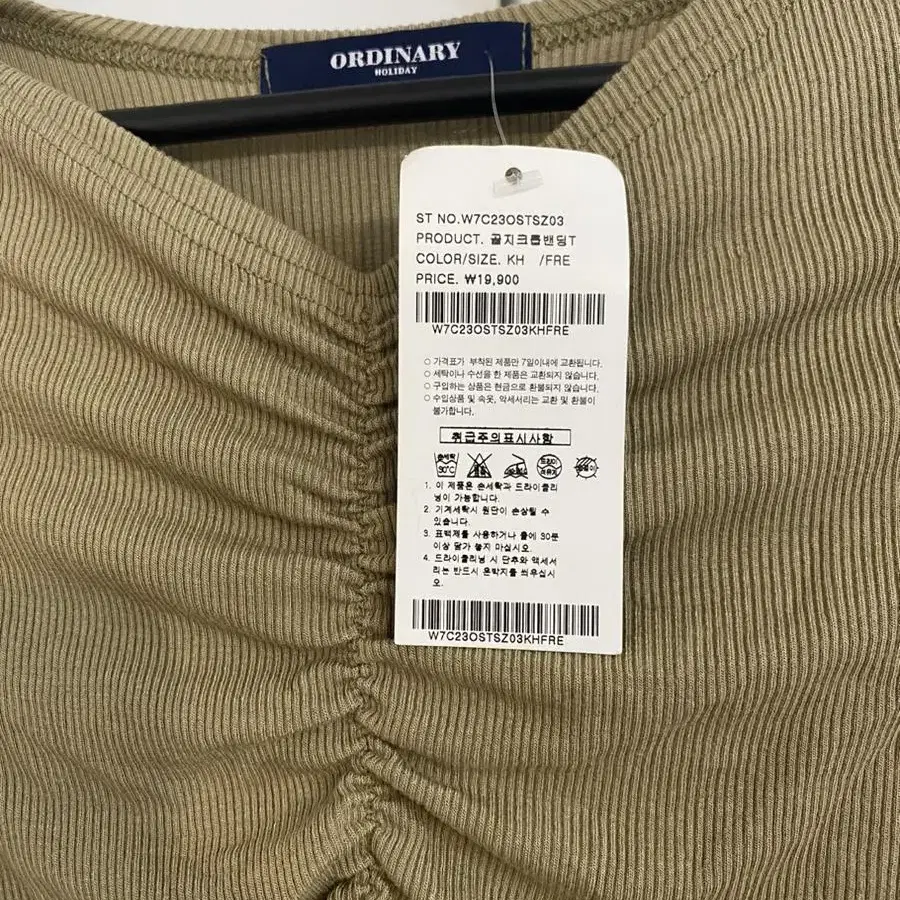 ORDINARY
HOLIDAY
ST NO.W7C23OSTSZ03
PRODUCT. 골지크롭밴딩T
COLOR/SIZE. KH /FRE
PRICE. ₩19,900
W7C23OSTSZ03KHFRE
○ 가격표가 부착된 제품만 7일이내에 교환됩니다.
○ 세탁이나 수선을 한 제품은 교환되지 않습니다.
○ 구입하는 상품은 현금으로 환불되지 않습니다.
○ 수입상품 및 속옷, 악세서리는 교환 및 환불이
불가합니다.
취급주의표시사항
손세탁
30°C
드라이
1. 이 제품은 손세탁과 드라이클리
닝이 가능합니다.
2. 기계세탁시 원단이 손상될 수
있습니다.
3. 표백제를 사용하거나 물에 30분
이상 담가 놓지 마십시오.
4. 드라이클리닝 시 단추와 액세서
리는 반드시 은박지를 씌우십시
오.
W7C23OSTSZ03KHFRE